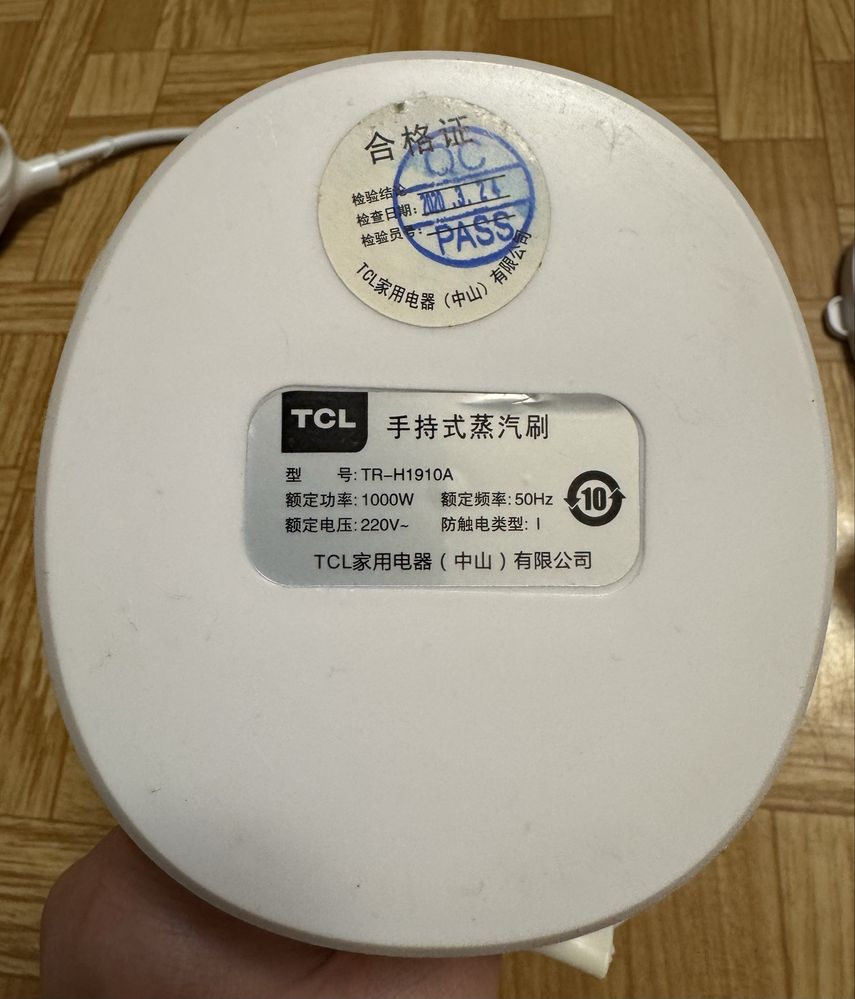 合格证
QC
检验结论
2020.3.24
检查日期:
检验员号:
PASS
TCL家用电器（中山）有限公司
TCL
手持式蒸汽刷
型 号: TR-H1910A
额定功率: 1000W 额定频率: 50Hz
10
额定电压: 220V~ 防触电类型: I
TCL家用电器（中山）有限公司